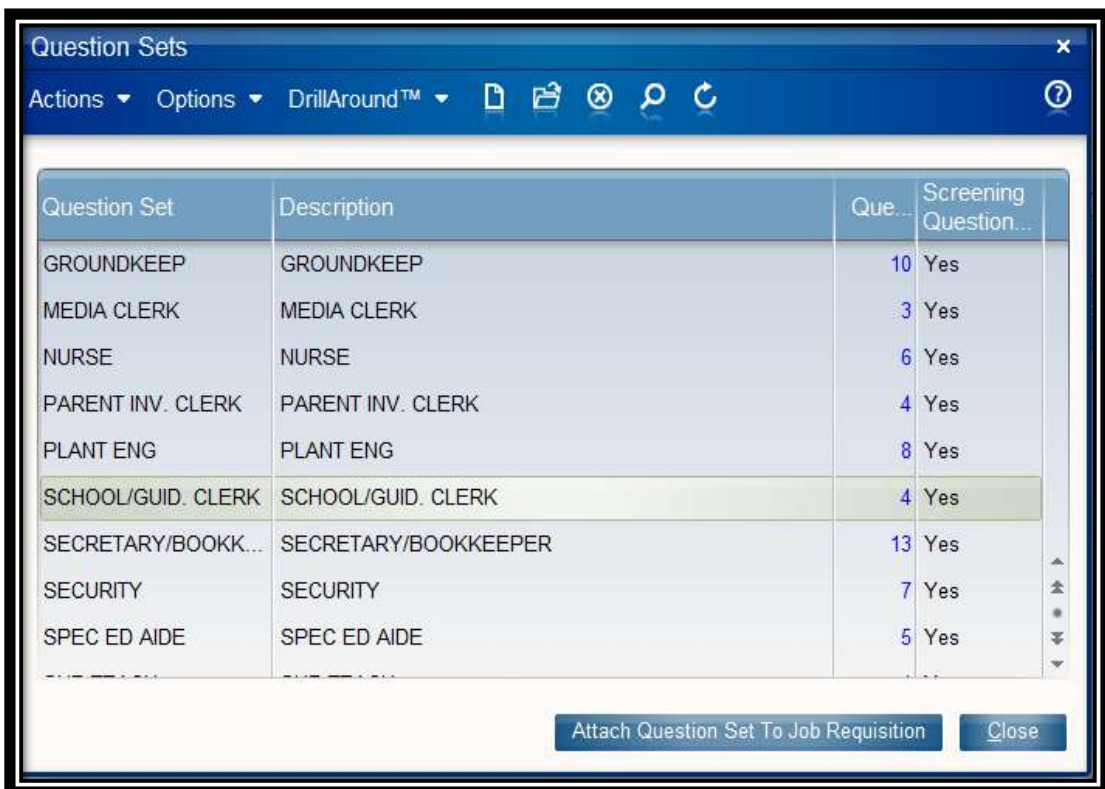 Question Sets
Actions Options DrillAround™
Question Set Description Que... Screening Question...
GROUNDKEEP GROUNDKEEP 10 Yes
MEDIA CLERK MEDIA CLERK 3 Yes
NURSE NURSE 6 Yes
PARENT INV. CLERK PARENT INV. CLERK 4 Yes
PLANT ENG PLANT ENG 8 Yes
SCHOOL/GUID. CLERK SCHOOL/GUID. CLERK 4 Yes
SECRETARY/BOOKK... SECRETARY/BOOKKEEPER 13 Yes
SECURITY SECURITY 7 Yes
SPEC ED AIDE SPEC ED AIDE 5 Yes
Attach Question Set To Job Requisition Close